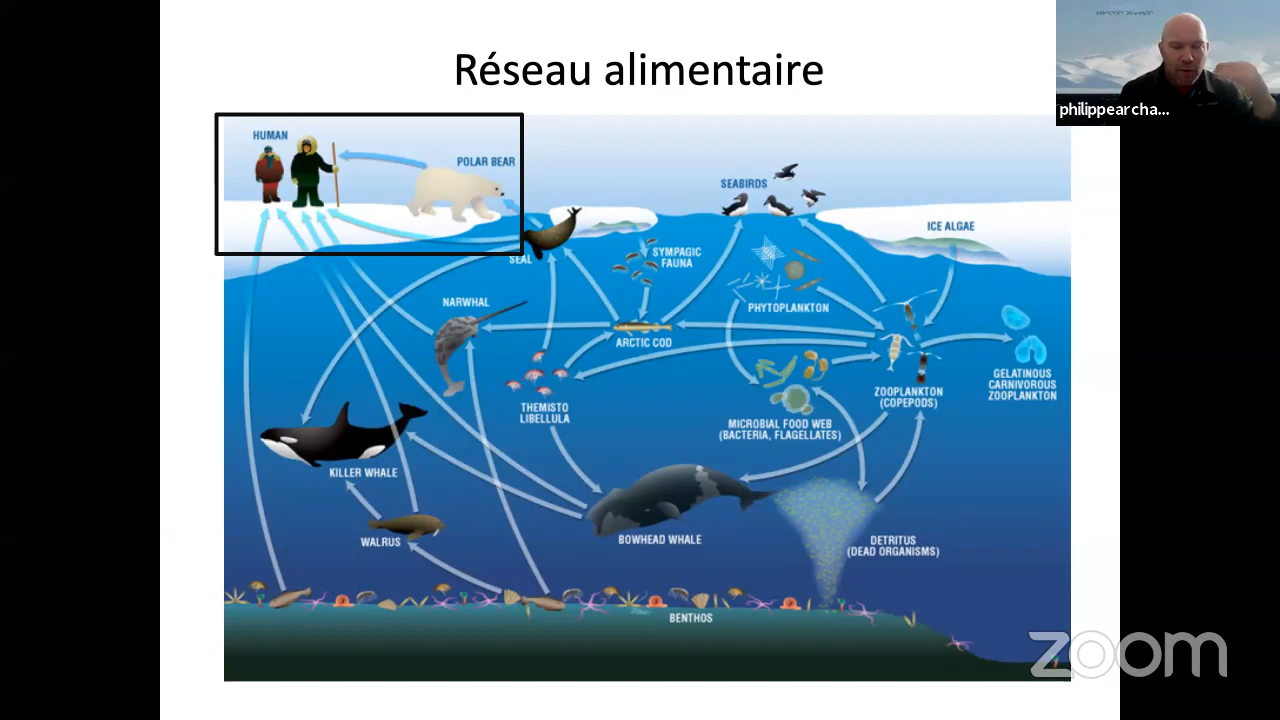 Réseau alimentaire
philippearcha...
HUMAN
POLAR BEAR
SEABIRDS
ICE ALGAE
SEAL
SYMPAGIC
FAUNA
NARWHAL
PHYTOPLANKTON
ARCTIC COD
GELATINOUS
CARNIVOROUS
ZOOPLANKTON
ZOOPLANKTON
(COPEPODS)
THEMISTO
LIBELLULA
MICROBIAL FOOD WEB
(BACTERIA, FLAGELLATES)
KILLER WHALE
WALRUS
BOWHEAD WHALE
DETRITUS
(DEAD ORGANISMS)
BENTHOS
zoom